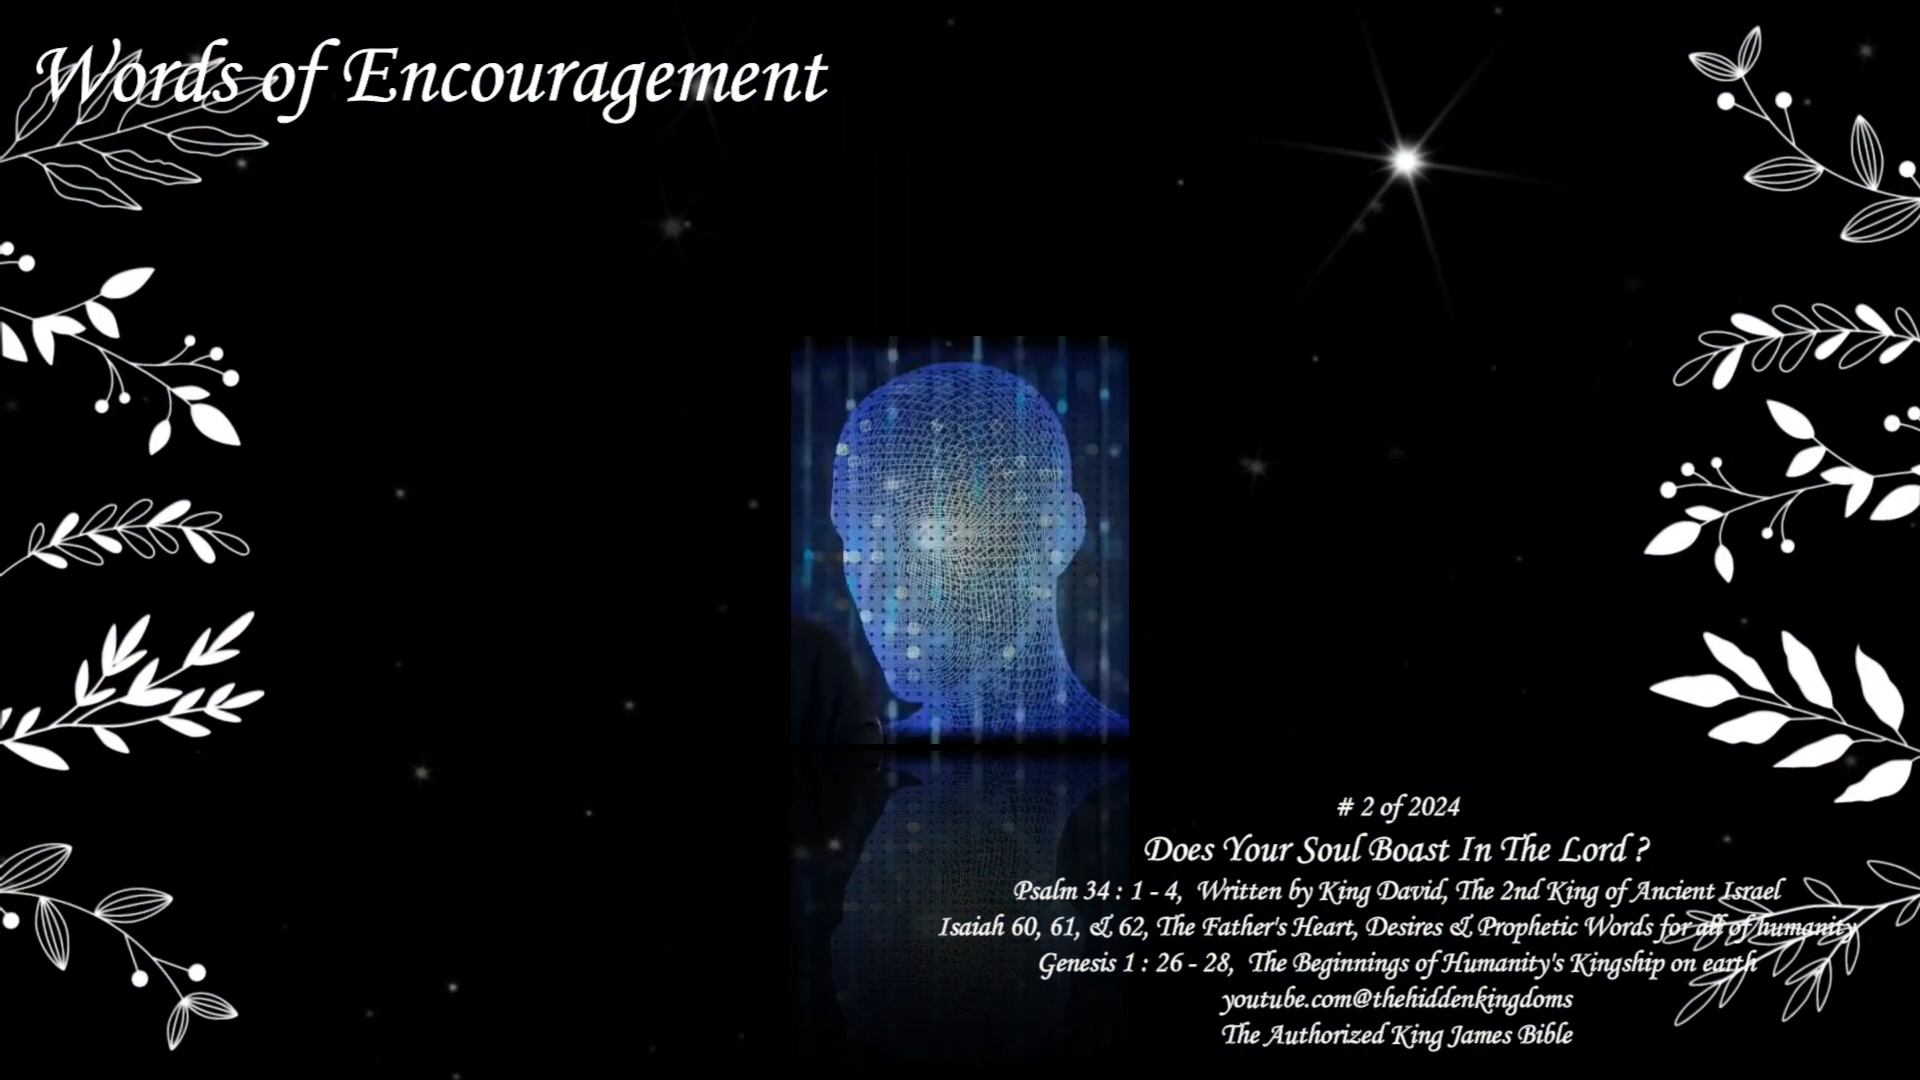 Words of Encouragement
# 2 of 2024
Does Your Soul Boast In The Lord ?
Psalm 34 : 1 - 4, Written by King David, The 2nd King of Ancient Israel
Isaiah 60, 61, & 62, The Father's Heart, Desires & Prophetic Words for all of humanity
Genesis 1 : 26 - 28, The Beginnings of Humanity's Kingship on earth
youtube.com@thehiddenkingdoms
The Authorized King James Bible